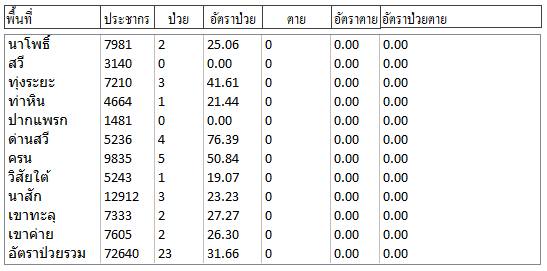 พื้นที่ ประชากร ป่วย อัตราป่วย ตาย อัตราตาย อัตราป่วยตาย
นาโพธิ์ 7981 2 25.06 0 0.00 0.00
สวี 3140 0 0.00 0 0.00 0.00
ทุ่งระยะ 7210 3 41.61 0 0.00 0.00
ท่าหิน 4664 1 21.44 0 0.00 0.00
ปากแพรก 1481 0 0.00 0 0.00 0.00
ด่านสวี 5236 4 76.39 0 0.00 0.00
ครน 9835 5 50.84 0 0.00 0.00
วิสัยใต้ 5243 1 19.07 0 0.00 0.00
นาสัก 12912 3 23.23 0 0.00 0.00
เขาทะลุ 7333 2 27.27 0 0.00 0.00
เขาค่าย 7605 2 26.30 0 0.00 0.00
อัตราป่วยรวม 72640 23 31.66 0 0.00 0.00